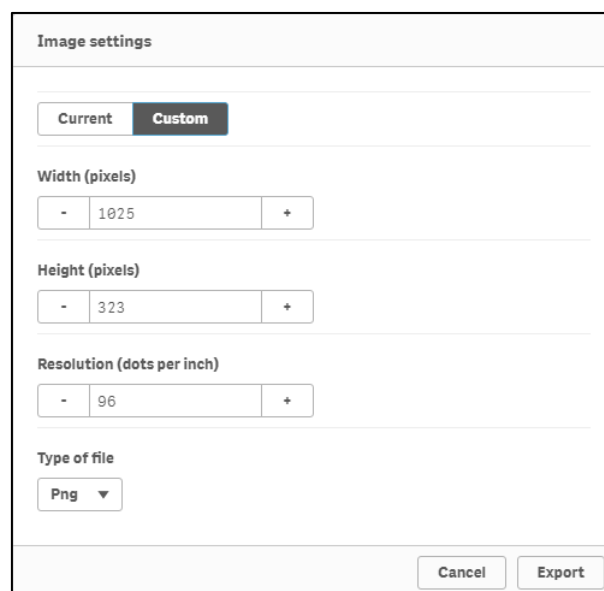 Image settings
Current Custom
Width (pixels)
- 1025 +
Height (pixels)
- 323 +
Resolution (dots per inch)
- 96 +
Type of file
Png
Cancel Export